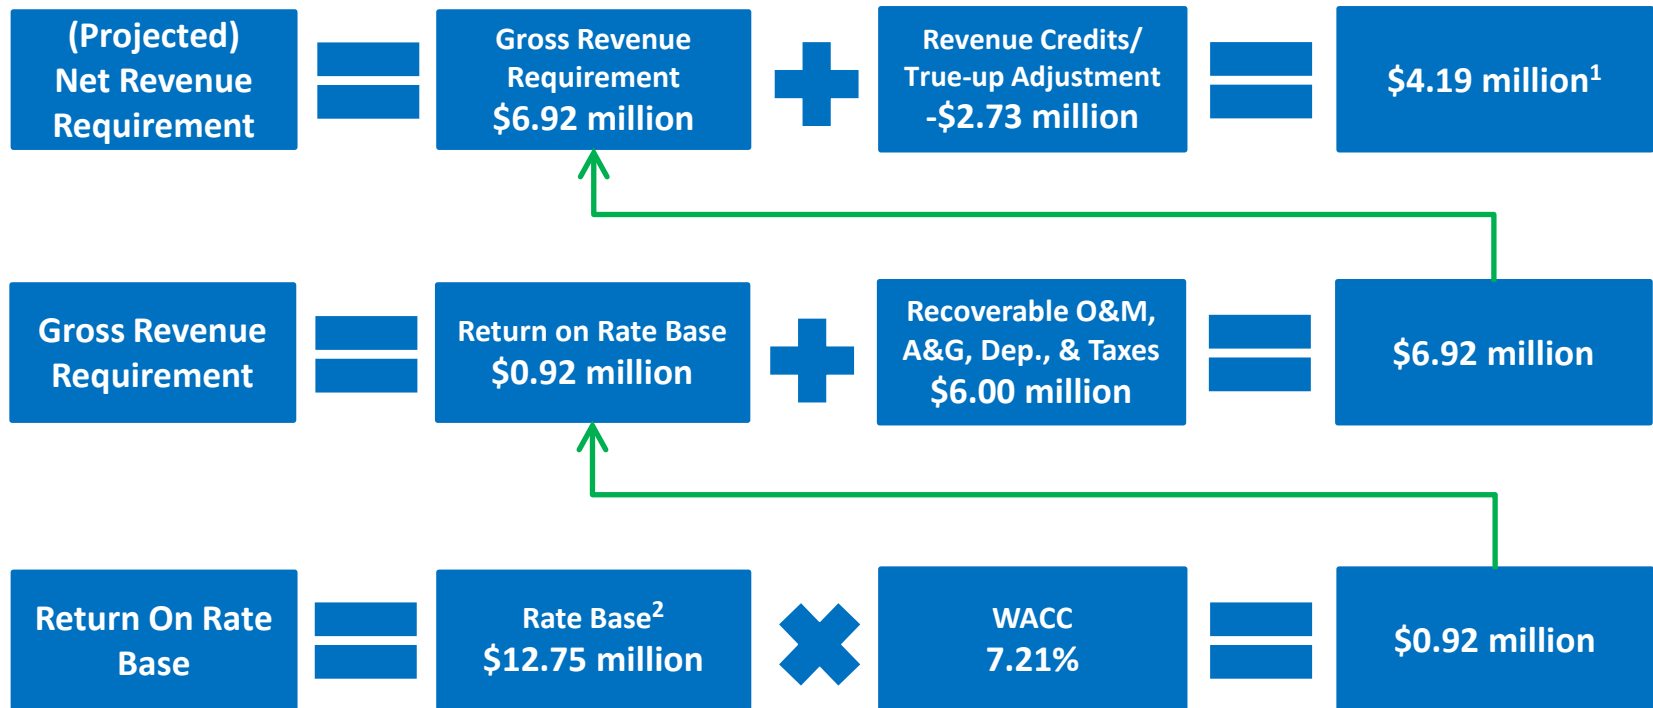 (Projected)
Net Revenue
Requirement
Gross Revenue
Requirement
$6.92 million
Revenue Credits/
True-up Adjustment
-$2.73 million
$4.19 million¹
Gross Revenue
Requirement
Return on Rate Base
$0.92 million
Recoverable O&M,
A&G, Dep., & Taxes
$6.00 million
$6.92 million
Return On Rate
Base
Rate Base²
$12.75 million
WACC
7.21%
$0.92 million